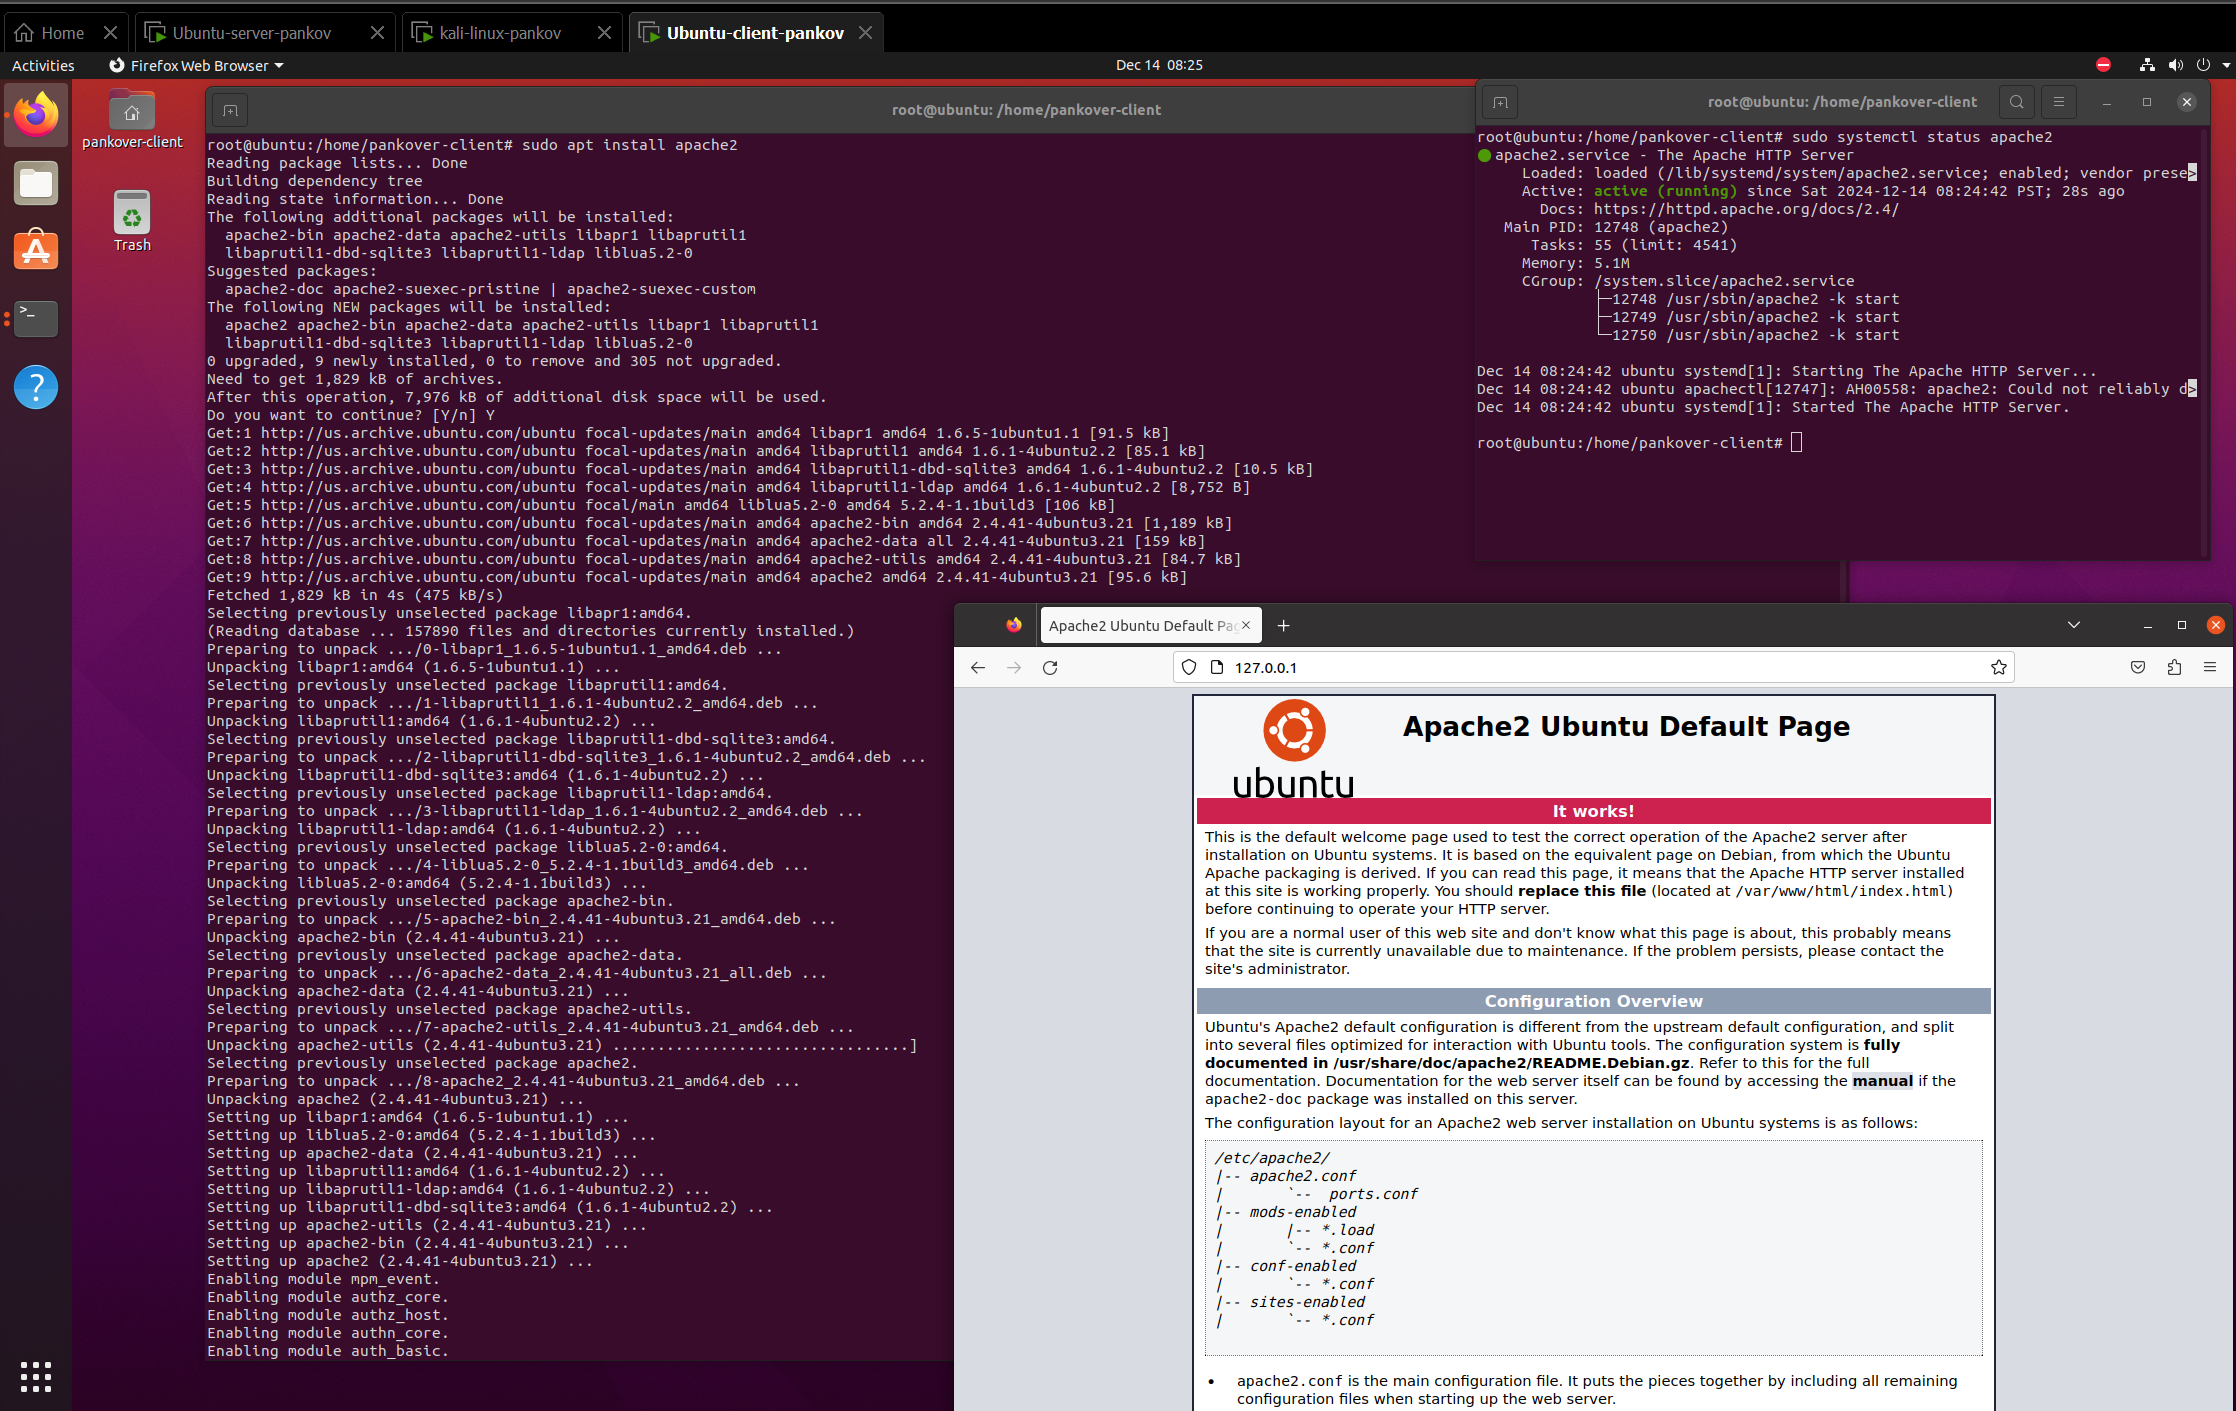 Home
Ubuntu-server-pankov
kali-linux-pankov
Ubuntu-client-pankov
Activities
Firefox Web Browser
Dec 14 08:25
pankover-client
Trash
root@ubuntu: /home/pankover-client
root@ubuntu:/home/pankover-client# sudo apt install apache2
Reading package lists... Done
Building dependency tree
Reading state information... Done
The following additional packages will be installed:
  apache2-bin apache2-data apache2-utils libapr1 libaprutil1
  libaprutil1-dbd-sqlite3 libaprutil1-ldap liblua5.2-0
Suggested packages:
  apache2-doc apache2-suexec-pristine | apache2-suexec-custom
The following NEW packages will be installed:
  apache2 apache2-bin apache2-data apache2-utils libapr1 libaprutil1
  libaprutil1-dbd-sqlite3 libaprutil1-ldap liblua5.2-0
0 upgraded, 9 newly installed, 0 to remove and 305 not upgraded.
Need to get 1,829 kB of archives.
After this operation, 7,976 kB of additional disk space will be used.
Do you want to continue? [Y/n] Y
Get:1 http://us.archive.ubuntu.com/ubuntu focal-updates/main amd64 libapr1 amd64 1.6.5-1ubuntu1.1 [91.5 kB]
Get:2 http://us.archive.ubuntu.com/ubuntu focal-updates/main amd64 libaprutil1 amd64 1.6.1-4ubuntu2.2 [85.1 kB]
Get:3 http://us.archive.ubuntu.com/ubuntu focal-updates/main amd64 libaprutil1-dbd-sqlite3 amd64 1.6.1-4ubuntu2.2 [10.5 kB]
Get:4 http://us.archive.ubuntu.com/ubuntu focal-updates/main amd64 libaprutil1-ldap amd64 1.6.1-4ubuntu2.2 [8,752 B]
Get:5 http://us.archive.ubuntu.com/ubuntu focal/main amd64 liblua5.2-0 amd64 5.2.4-1.1build3 [106 kB]
Get:6 http://us.archive.ubuntu.com/ubuntu focal-updates/main amd64 apache2-bin amd64 2.4.41-4ubuntu3.21 [1,189 kB]
Get:7 http://us.archive.ubuntu.com/ubuntu focal-updates/main amd64 apache2-data all 2.4.41-4ubuntu3.21 [159 kB]
Get:8 http://us.archive.ubuntu.com/ubuntu focal-updates/main amd64 apache2-utils amd64 2.4.41-4ubuntu3.21 [84.7 kB]
Get:9 http://us.archive.ubuntu.com/ubuntu focal-updates/main amd64 apache2 amd64 2.4.41-4ubuntu3.21 [95.6 kB]
Fetched 1,829 kB in 4s (475 kB/s)
Selecting previously unselected package libapr1:amd64.
(Reading database ... 157890 files and directories currently installed.)
Preparing to unpack .../0-libapr1_1.6.5-1ubuntu1.1_amd64.deb ...
Unpacking libapr1:amd64 (1.6.5-1ubuntu1.1) ...
Selecting previously unselected package libaprutil1:amd64.
Preparing to unpack .../1-libaprutil1_1.6.1-4ubuntu2.2_amd64.deb ...
Unpacking libaprutil1:amd64 (1.6.1-4ubuntu2.2) ...
Selecting previously unselected package libaprutil1-dbd-sqlite3:amd64.
Preparing to unpack .../2-libaprutil1-dbd-sqlite3_1.6.1-4ubuntu2.2_amd64.deb ...
Unpacking libaprutil1-dbd-sqlite3:amd64 (1.6.1-4ubuntu2.2) ...
Selecting previously unselected package libaprutil1-ldap:amd64.
Preparing to unpack .../3-libaprutil1-ldap_1.6.1-4ubuntu2.2_amd64.deb ...
Unpacking libaprutil1-ldap:amd64 (1.6.1-4ubuntu2.2) ...
Selecting previously unselected package liblua5.2-0:amd64.
Preparing to unpack .../4-liblua5.2-0_5.2.4-1.1build3_amd64.deb ...
Unpacking liblua5.2-0:amd64 (5.2.4-1.1build3) ...
Selecting previously unselected package apache2-bin.
Preparing to unpack .../5-apache2-bin_2.4.41-4ubuntu3.21_amd64.deb ...
Unpacking apache2-bin (2.4.41-4ubuntu3.21) ...
Selecting previously unselected package apache2-data.
Preparing to unpack .../6-apache2-data_2.4.41-4ubuntu3.21_all.deb ...
Unpacking apache2-data (2.4.41-4ubuntu3.21) ...
Selecting previously unselected package apache2-utils.
Preparing to unpack .../7-apache2-utils_2.4.41-4ubuntu3.21_amd64.deb ...
Unpacking apache2-utils (2.4.41-4ubuntu3.21) .................................]
Selecting previously unselected package apache2.
Preparing to unpack .../8-apache2_2.4.41-4ubuntu3.21_amd64.deb ...
Unpacking apache2 (2.4.41-4ubuntu3.21) ...
Setting up libapr1:amd64 (1.6.5-1ubuntu1.1) ...
Setting up liblua5.2-0:amd64 (5.2.4-1.1build3) ...
Setting up apache2-data (2.4.41-4ubuntu3.21) ...
Setting up libaprutil1:amd64 (1.6.1-4ubuntu2.2) ...
Setting up libaprutil1-ldap:amd64 (1.6.1-4ubuntu2.2) ...
Setting up libaprutil1-dbd-sqlite3:amd64 (1.6.1-4ubuntu2.2) ...
Setting up apache2-utils (2.4.41-4ubuntu3.21) ...
Setting up apache2-bin (2.4.41-4ubuntu3.21) ...
Setting up apache2 (2.4.41-4ubuntu3.21) ...
Enabling module mpm_event.
Enabling module authz_core.
Enabling module authz_host.
Enabling module authn_core.
Enabling module auth_basic.
root@ubuntu: /home/pankover-client
root@ubuntu:/home/pankover-client# sudo systemctl status apache2
● apache2.service - The Apache HTTP Server
     Loaded: loaded (/lib/systemd/system/apache2.service; enabled; vendor prese>
     Active: active (running) since Sat 2024-12-14 08:24:42 PST; 28s ago
       Docs: https://httpd.apache.org/docs/2.4/
   Main PID: 12748 (apache2)
      Tasks: 55 (limit: 4541)
     Memory: 5.1M
     CGroup: /system.slice/apache2.service
             ├─12748 /usr/sbin/apache2 -k start
             ├─12749 /usr/sbin/apache2 -k start
             └─12750 /usr/sbin/apache2 -k start
Dec 14 08:24:42 ubuntu systemd[1]: Starting The Apache HTTP Server...
Dec 14 08:24:42 ubuntu apachectl[12747]: AH00558: apache2: Could not reliably d>
Dec 14 08:24:42 ubuntu systemd[1]: Started The Apache HTTP Server.
root@ubuntu:/home/pankover-client#
Apache2 Ubuntu Default Pag
127.0.0.1
ubuntu
Apache2 Ubuntu Default Page
It works!
This is the default welcome page used to test the correct operation of the Apache2 server after
installation on Ubuntu systems. It is based on the equivalent page on Debian, from which the Ubuntu
Apache packaging is derived. If you can read this page, it means that the Apache HTTP server installed
at this site is working properly. You should replace this file (located at /var/www/html/index.html)
before continuing to operate your HTTP server.
If you are a normal user of this web site and don't know what this page is about, this probably means
that the site is currently unavailable due to maintenance. If the problem persists, please contact the
site's administrator.
Configuration Overview
Ubuntu's Apache2 default configuration is different from the upstream default configuration, and split
into several files optimized for interaction with Ubuntu tools. The configuration system is fully
documented in /usr/share/doc/apache2/README.Debian.gz. Refer to this for the full
documentation. Documentation for the web server itself can be found by accessing the manual if the
apache2-doc package was installed on this server.
The configuration layout for an Apache2 web server installation on Ubuntu systems is as follows:
/etc/apache2/
|-- apache2.conf
|       `--  ports.conf
|-- mods-enabled
|       |-- *.load
|       `-- *.conf
|-- conf-enabled
|       `-- *.conf
|-- sites-enabled
|       `-- *.conf
• apache2.conf is the main configuration file. It puts the pieces together by including all remaining
configuration files when starting up the web server.